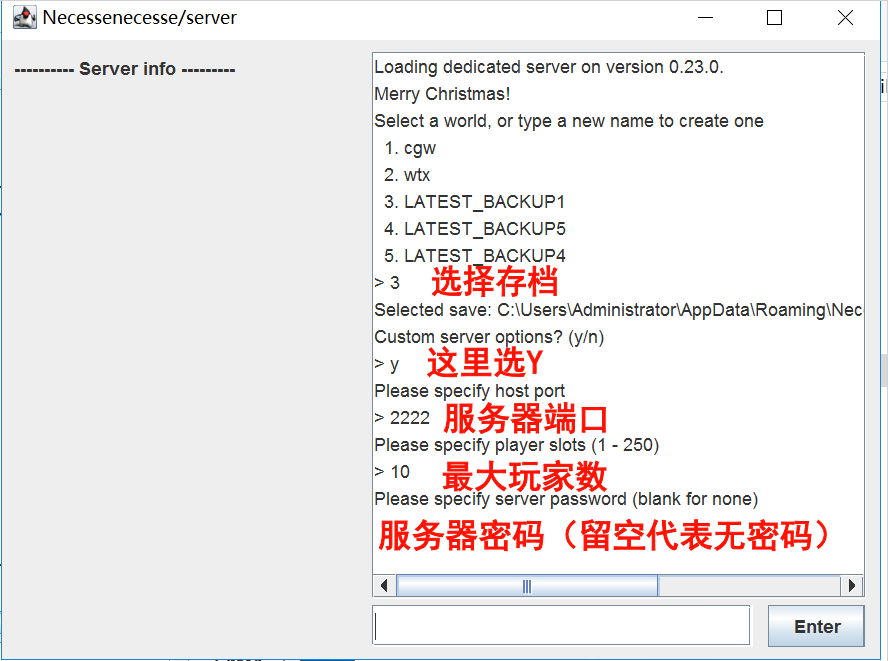 Necessenecesse/server
---------- Server info ---------
Loading dedicated server on version 0.23.0.
Merry Christmas!
Select a world, or type a new name to create one
1. cgw
2. wtx
3. LATEST_BACKUP1
4. LATEST_BACKUP5
5. LATEST_BACKUP4
> 3 选择存档
Selected save: C:\Users\Administrator\AppData\Roaming\Nec
Custom server options? (y/n)
> y 这里选Y
Please specify host port
> 2222 服务器端口
Please specify player slots (1 - 250)
> 10 最大玩家数
Please specify server password (blank for none)
服务器密码（留空代表无密码）
Enter